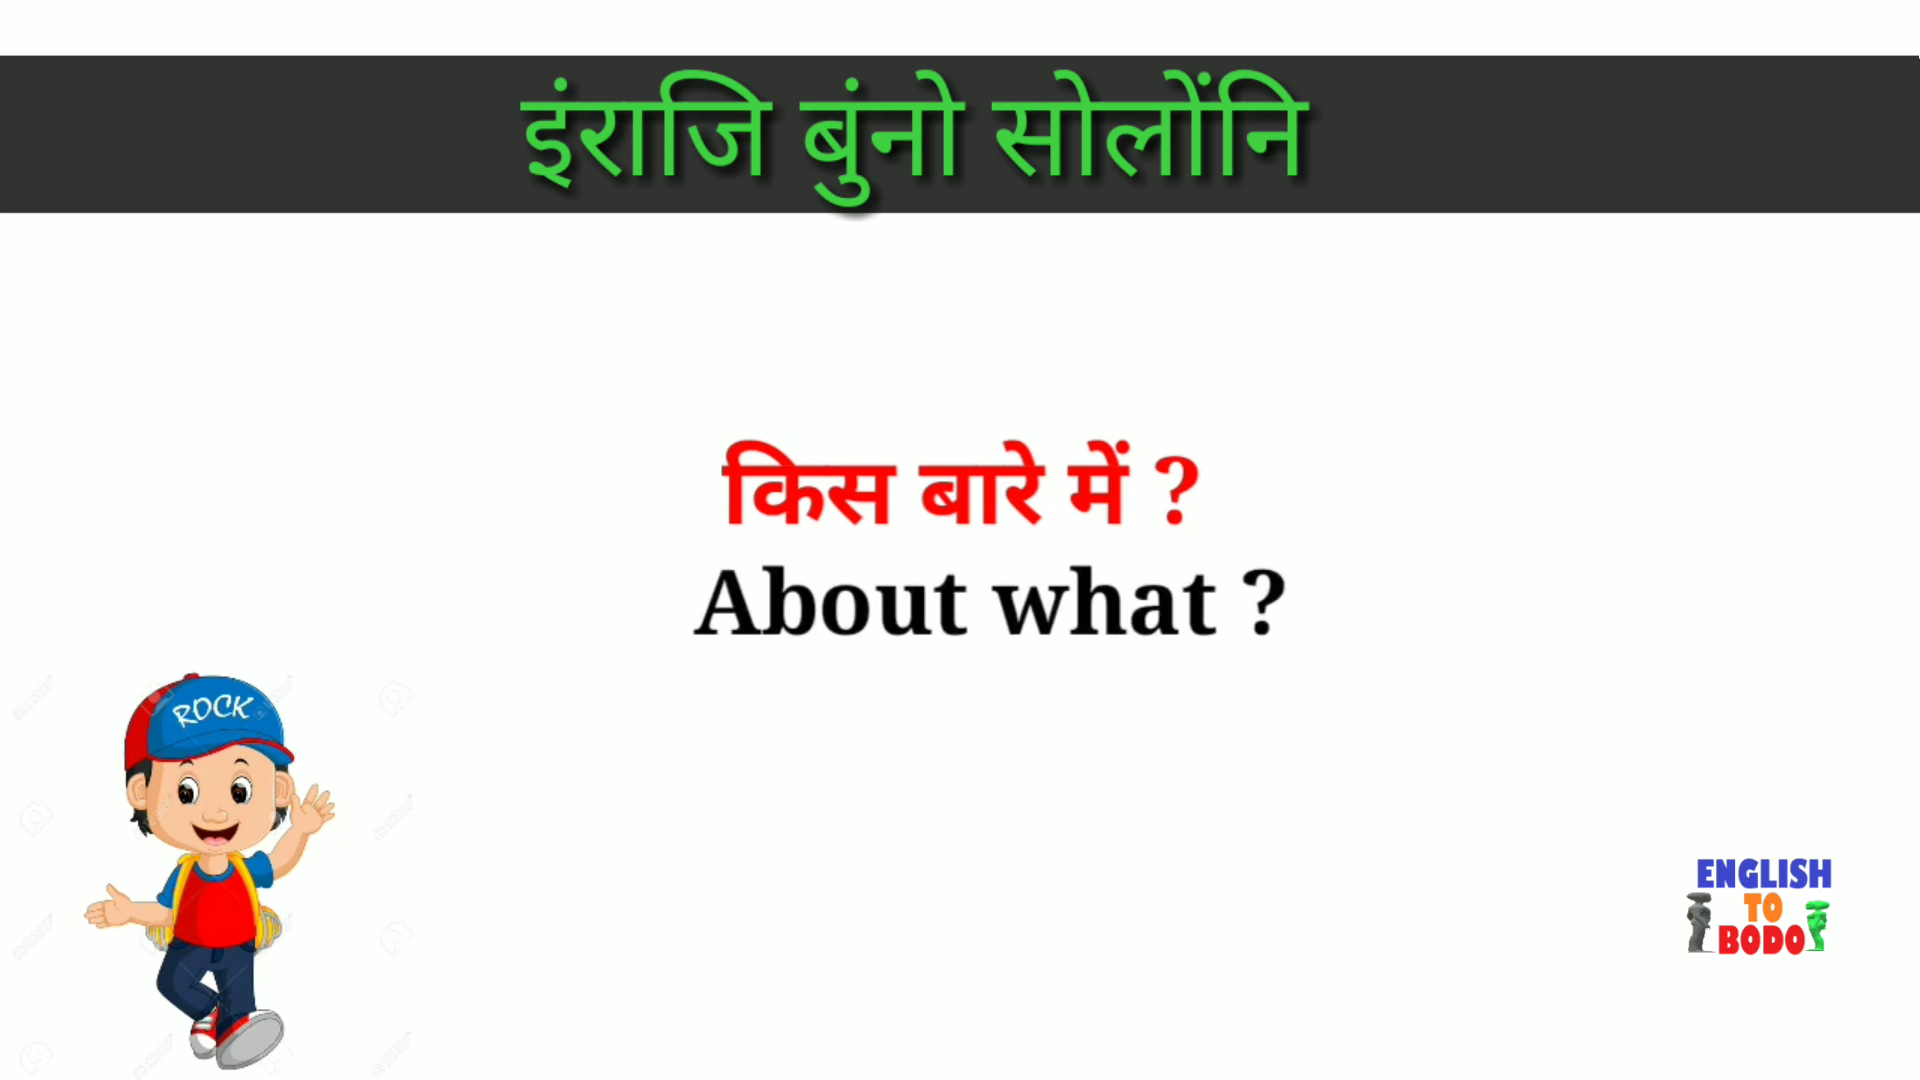 इंराजि बुंनो सोलोंनि
किस बारे में ?
About what ?
ROCK
ENGLISH
TO
BODO